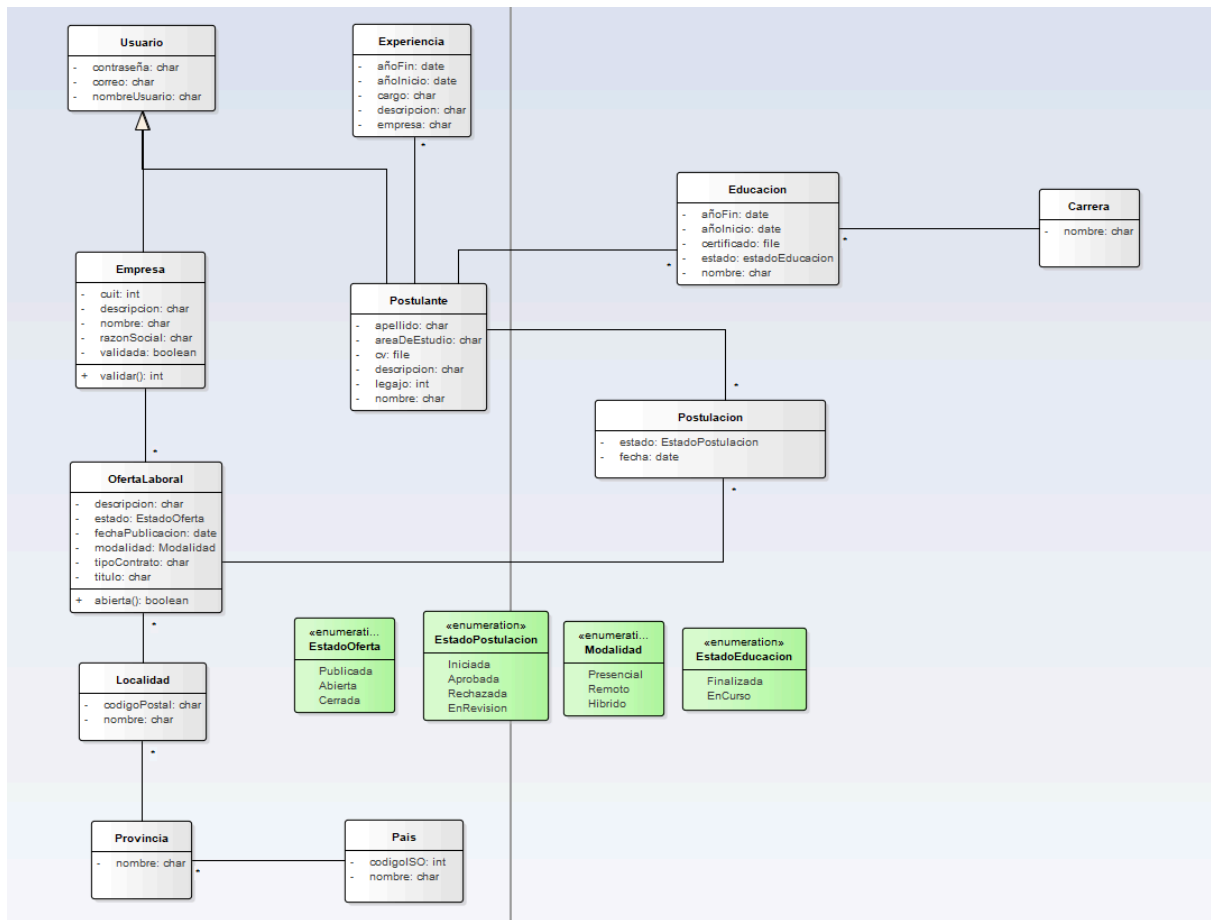 Usuario
- contraseña: char
- correo: char
- nombreUsuario: char
Experiencia
- añoFin: date
- añoInicio: date
- cargo: char
- descripcion: char
- empresa: char
*
Educacion
- añoFin: date
- añoInicio: date
- certificado: file
- estado: estadoEducacion
- nombre: char
*
*
Carrera
- nombre: char
Empresa
- cuit: int
- descripcion: char
- nombre: char
- razonSocial: char
- validada: boolean
+ validar(): int
*
Postulante
- apellido: char
- areaDeEstudio: char
- cv: file
- descripcion: char
- legajo: int
- nombre: char
*
Postulacion
- estado: EstadoPostulacion
- fecha: date
*
OfertaLaboral
- descripcion: char
- estado: EstadoOferta
- fechaPublicacion: date
- modalidad: Modalidad
- tipoContrato: char
- titulo: char
+ abierta(): boolean
*
«enumerati...
EstadoOferta
Publicada
Abierta
Cerrada
«enumeration»
EstadoPostulacion
Iniciada
Aprobada
Rechazada
EnRevision
«enumerati...
Modalidad
Presencial
Remoto
Hibrido
«enumeration»
EstadoEducacion
Finalizada
EnCurso
Localidad
- codigoPostal: char
- nombre: char
*
Provincia
- nombre: char
*
Pais
- codigoISO: int
- nombre: char